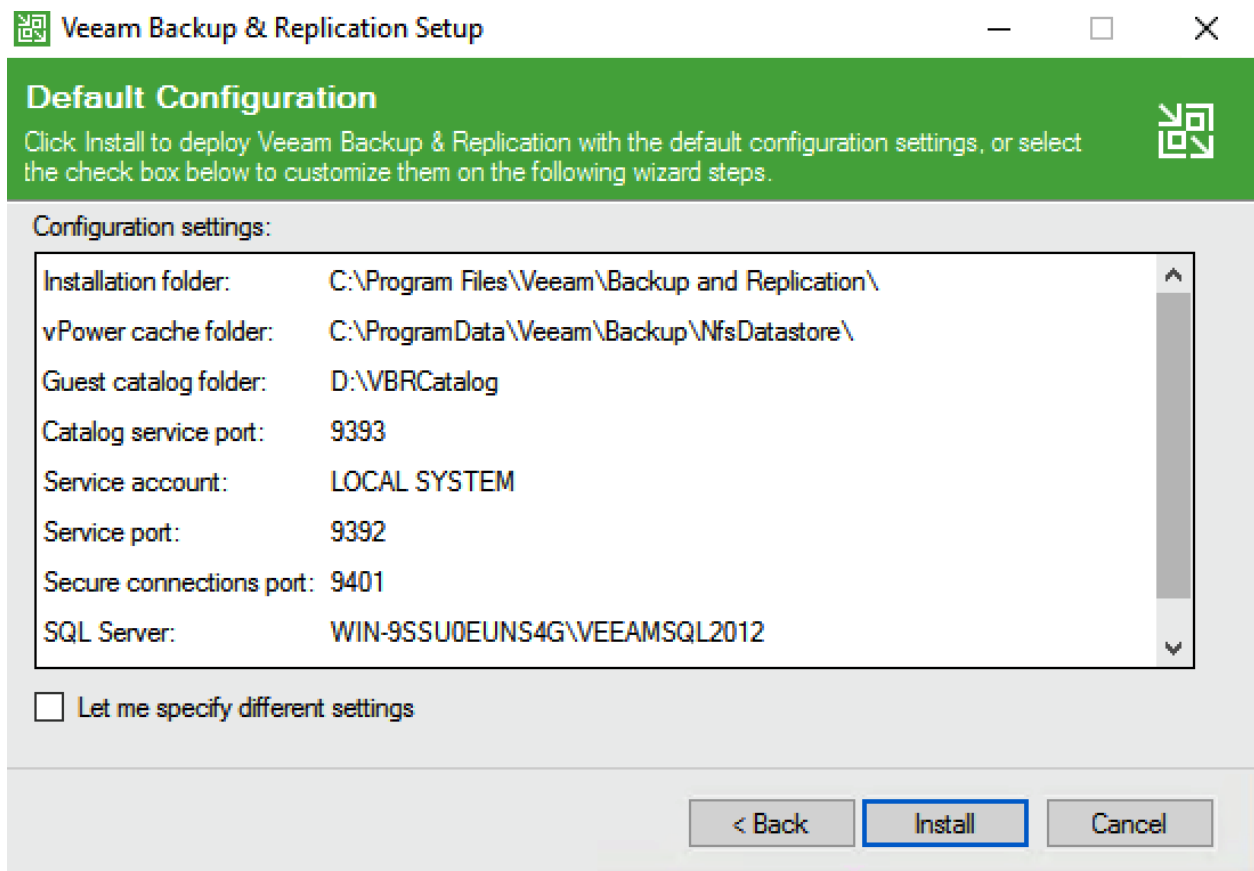 Veeam Backup & Replication Setup
Default Configuration
Click Install to deploy Veeam Backup & Replication with the default configuration settings, or select
the check box below to customize them on the following wizard steps.
Configuration settings:
Installation folder: C:\Program Files\Veeam\Backup and Replication\
vPower cache folder: C:\ProgramData\Veeam\Backup\NfsDatastore\
Guest catalog folder: D:\VBRCatalog
Catalog service port: 9393
Service account: LOCAL SYSTEM
Service port: 9392
Secure connections port: 9401
SQL Server: WIN-9SSU0EUNS4G\VEEAMSQL2012
Let me specify different settings
< Back Install Cancel